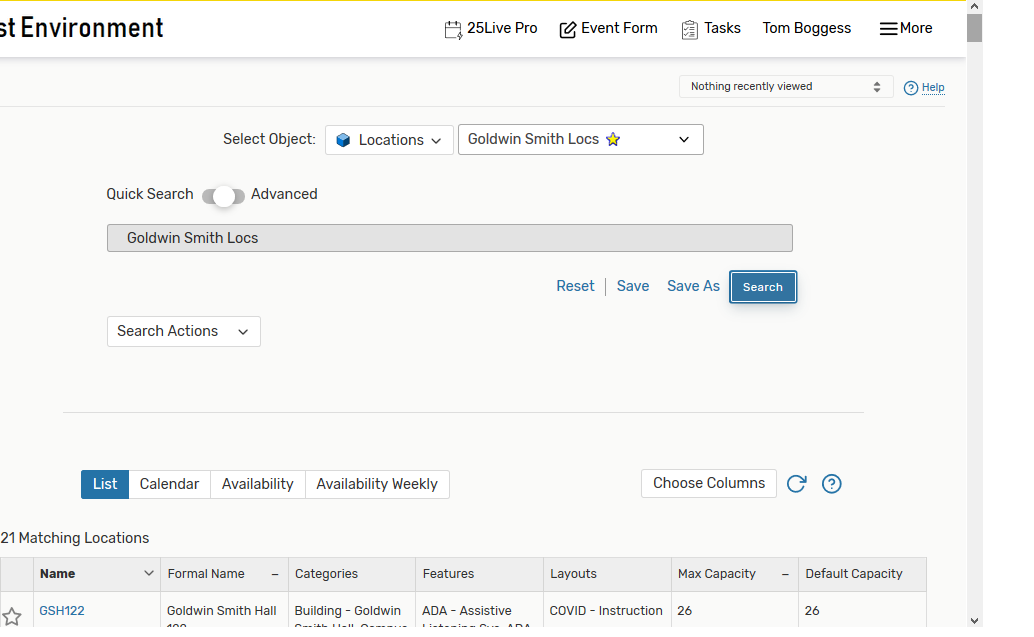 st Environment
25Live Pro Event Form Tasks Tom Boggess More
Nothing recently viewed Help
Select Object: Locations Goldwin Smith Locs
Quick Search Advanced
Goldwin Smith Locs
Reset Save Save As Search
Search Actions
List Calendar Availability Availability Weekly Choose Columns
21 Matching Locations
Name Formal Name Categories Features Layouts Max Capacity Default Capacity
GSH122 Goldwin Smith Hall Building - Goldwin ADA - Assistive COVID - Instruction 26 26
122 Smith Hall, Campus Listening Sys, ADA